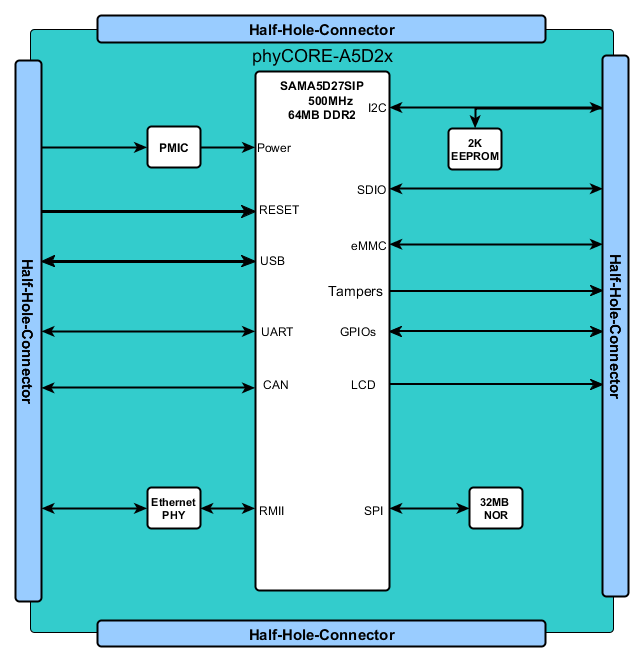 Half-Hole-Connector
phyCORE-A5D2x
SAMA5D27SIP
500MHz
64MB DDR2
I2C
2K
EEPROM
PMIC
Power
SDIO
RESET
eMMC
USB
Tampers
Half-Hole-Connector
Half-Hole-Connector
UART
GPIOs
CAN
LCD
Ethernet
PHY
RMII
SPI
32MB
NOR
Half-Hole-Connector